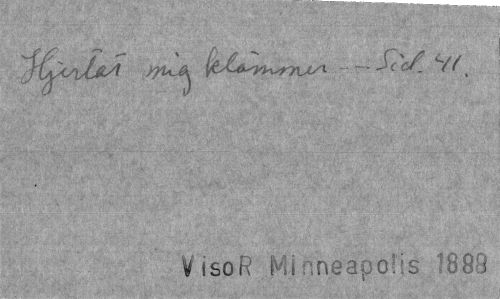 Hjertat mig klämmer -- Sid. 41.
VisoR Minneapolis 1888